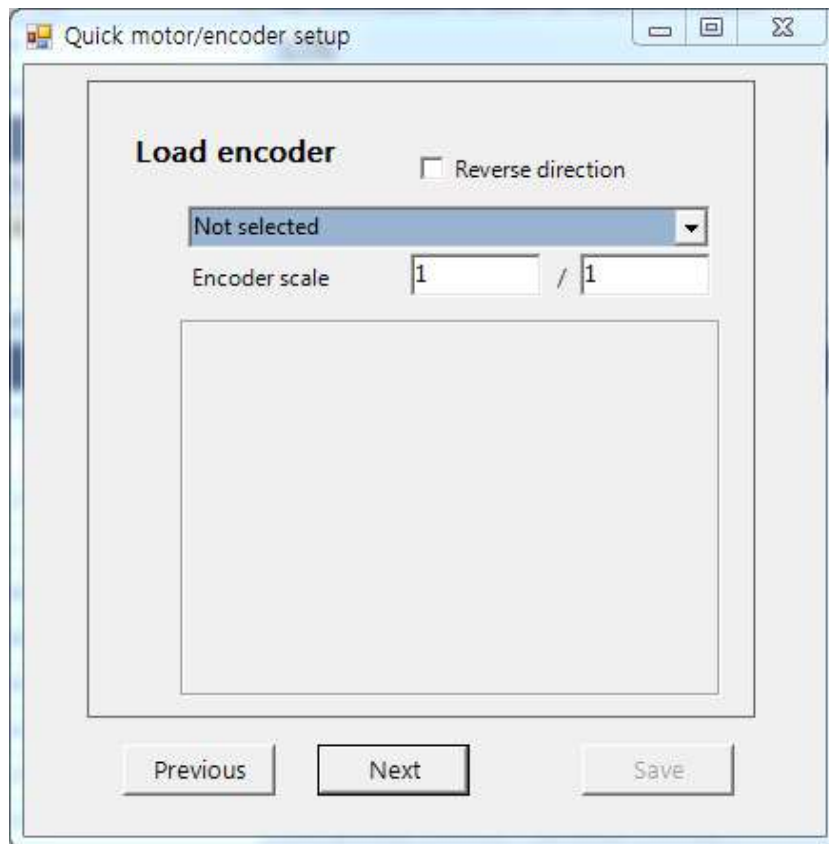 Quick motor/encoder setup
Load encoder
Reverse direction
Not selected
Encoder scale 1 / 1
Previous Next Save